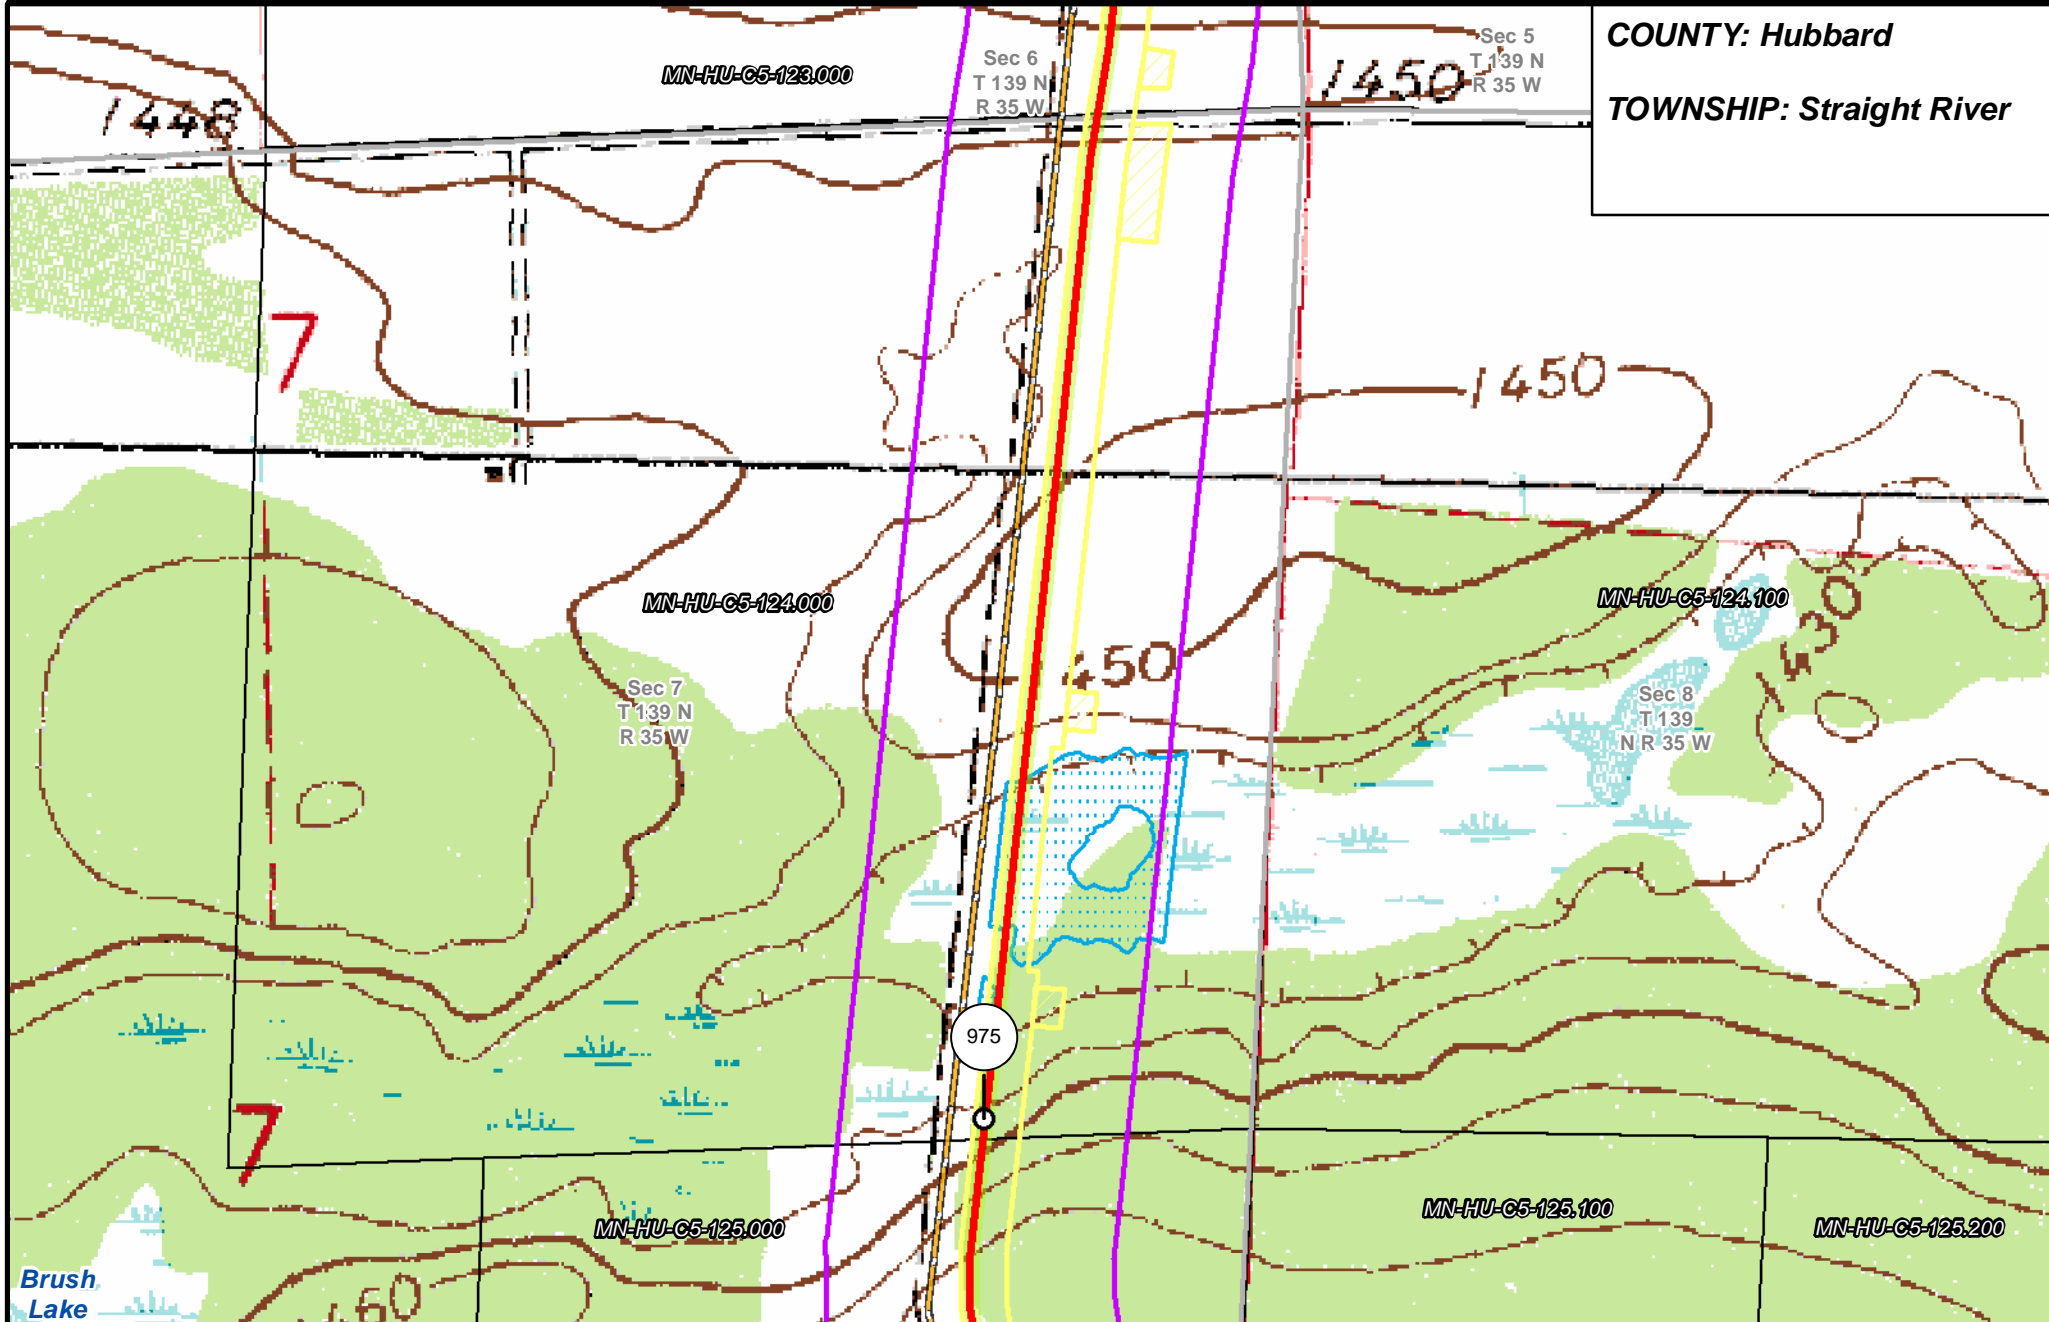 COUNTY: Hubbard
TOWNSHIP: Straight River
Sec 6
T 139 N
R 35 W
Sec 5
T 139 N
R 35 W
MN-HU-C5-123.000
1448
1450
7
1450
MN-HU-C5-124.000
MN-HU-C5-124.100
1430
450
Sec 7
T 139 N
R 35 W
Sec 8
T 139
N R 35 W
975
7
MN-HU-C5-125.000
MN-HU-C5-125.100
MN-HU-C5-125.200
Brush
Lake
460